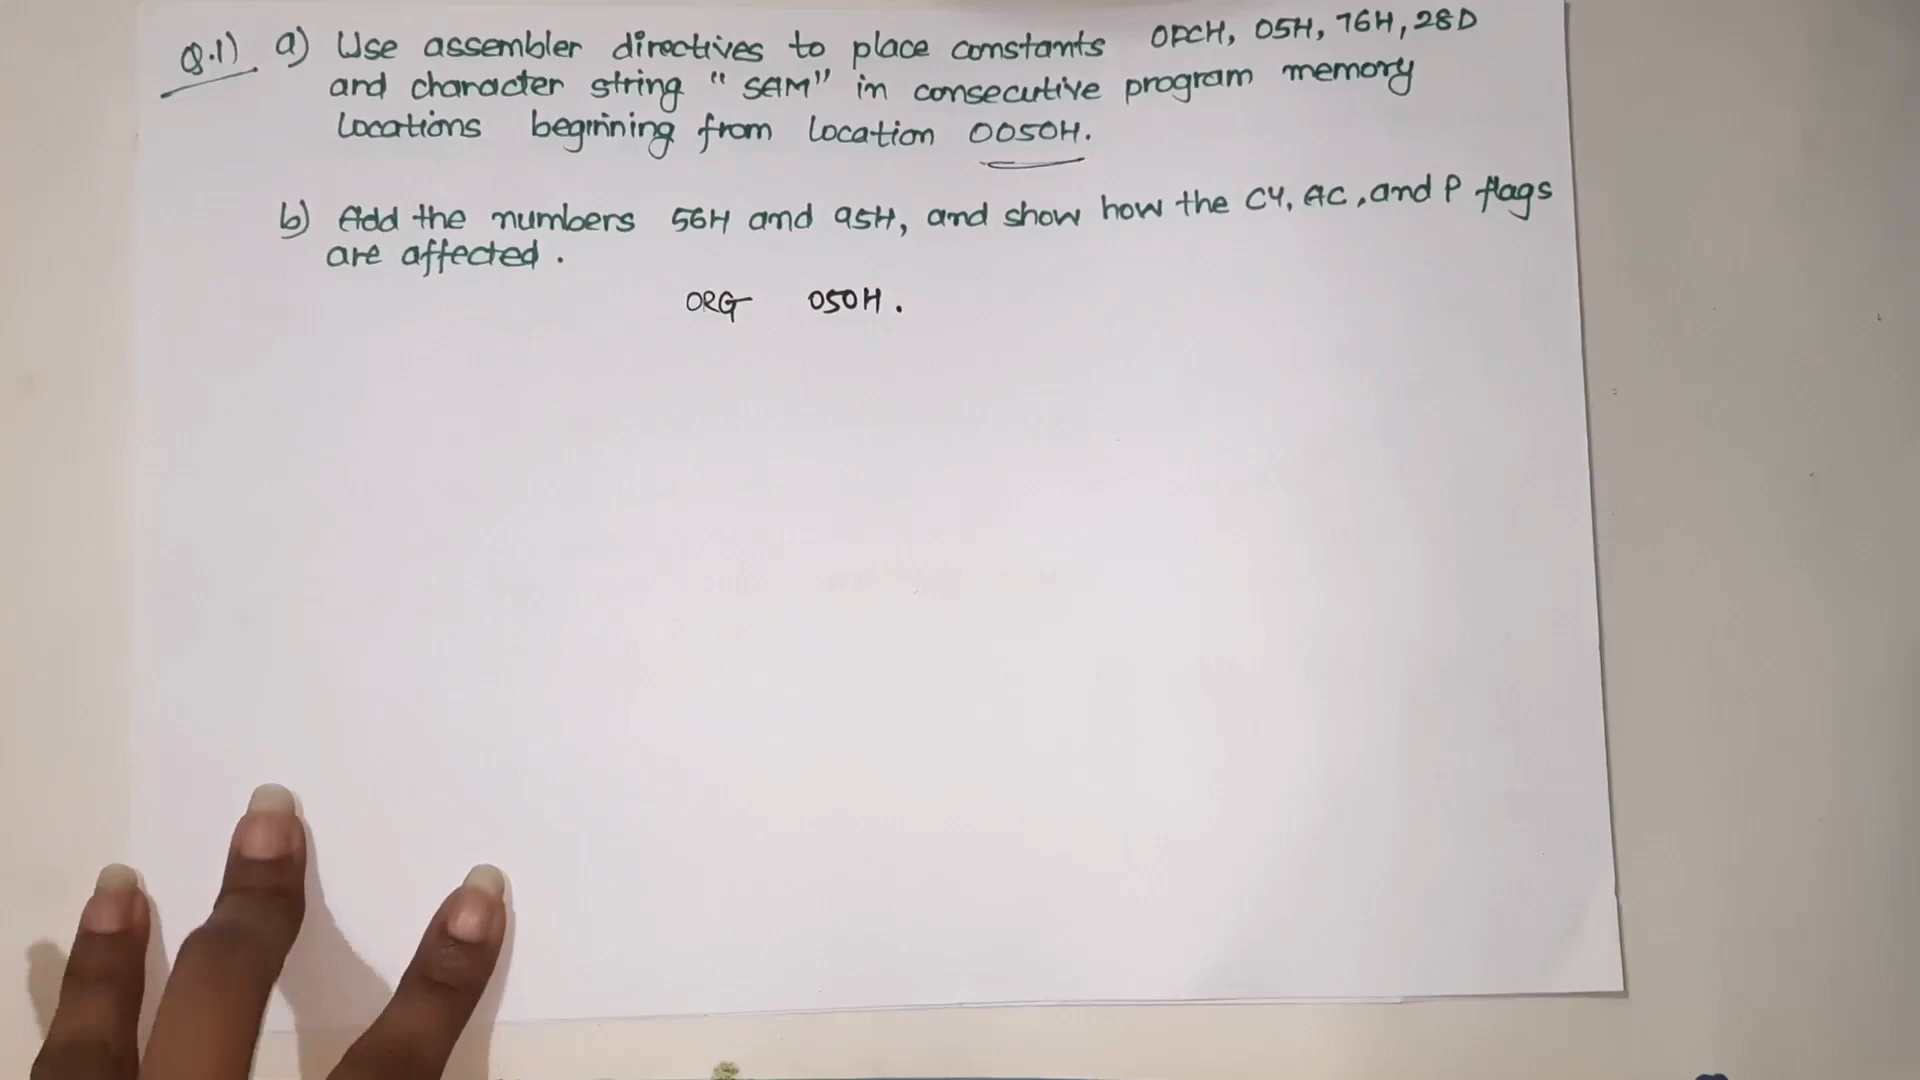 Q.1) a) Use assembler directives to place constants 0FCH, 05H, 76H, 28D
and character string "SAM" in consecutive program memory
locations beginning from location 0050H.
b) Add the numbers 56H and 95H, and show how the CY, AC, and P flags
are affected.
ORG 050H.